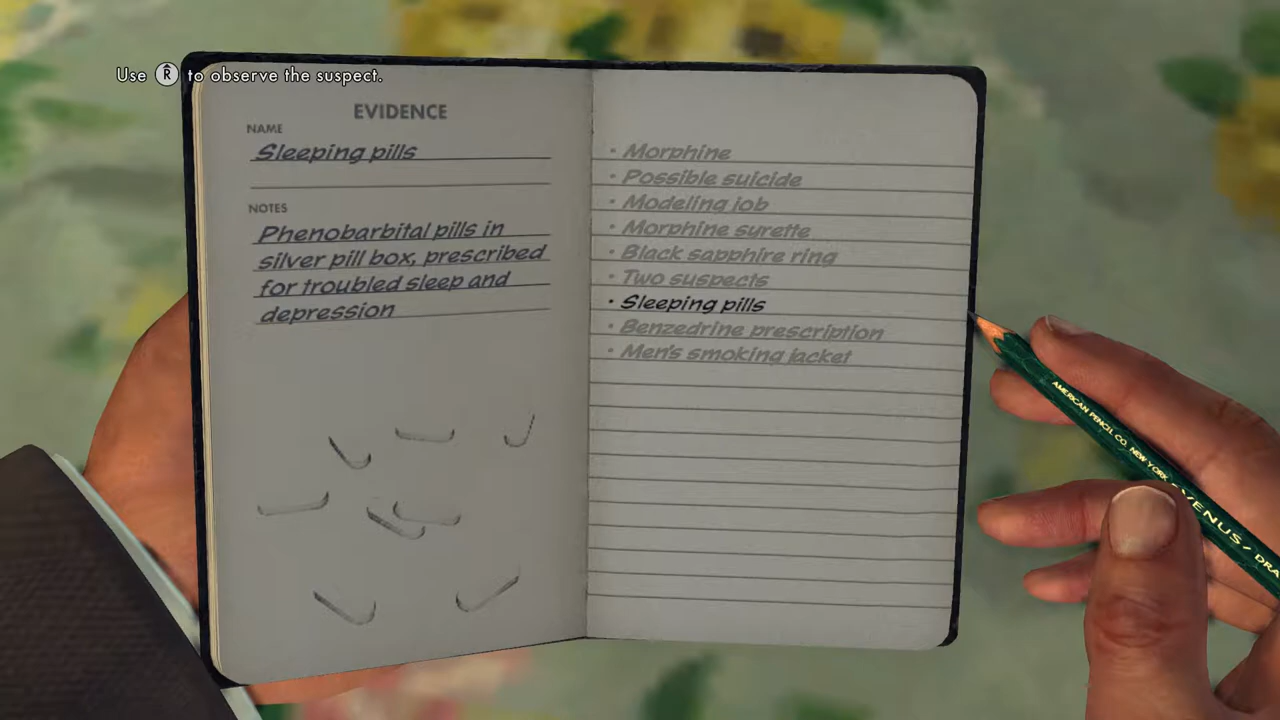 Use R to observe the suspect.
EVIDENCE
NAME
Sleeping pills
NOTES
Phenobarbital pills in
silver pill box, prescribed
for troubled sleep and
depression
• Morphine
• Possible suicide
• Modeling job
• Morphine surette
• Black sapphire ring
• Two suspects
• Sleeping pills
• Benzedrine prescription
• Men's smoking jacket
AMERICAN PENCIL CO. NEW YORK
VENUS/ DRA